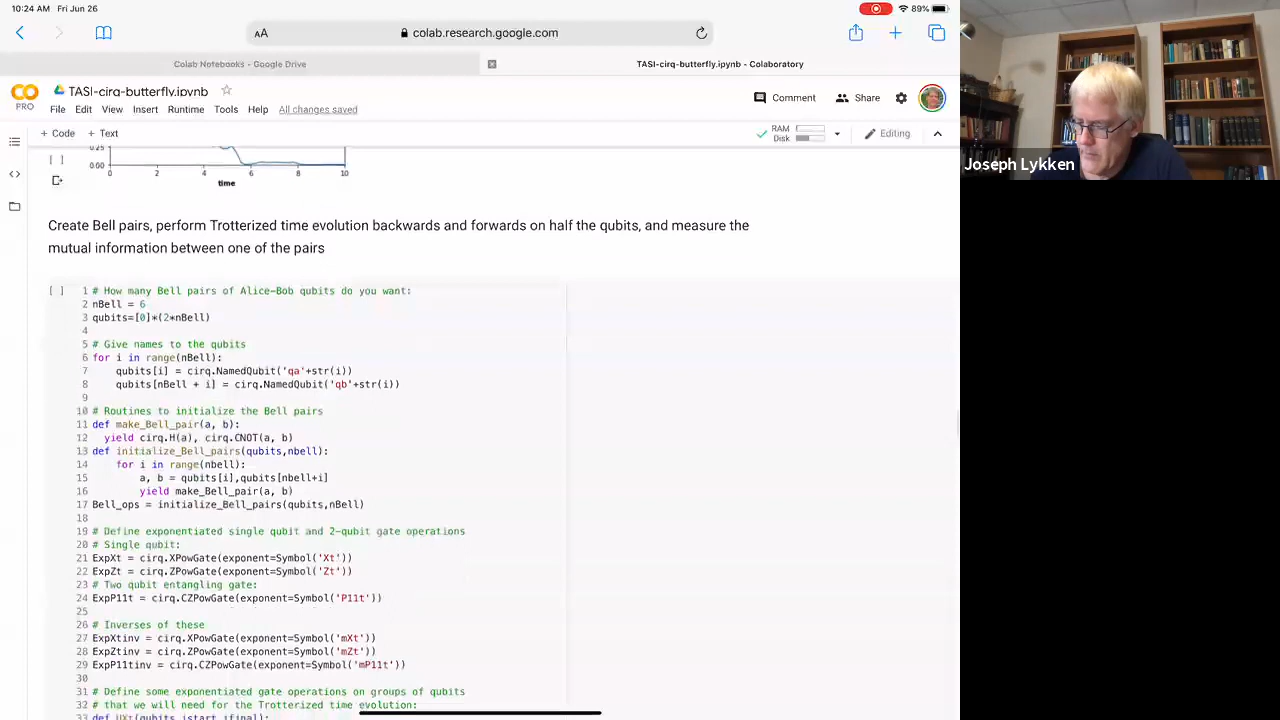 10:24 AM Fri Jun 26
89%
AA
colab.research.google.com
Colab Notebooks - Google Drive
TASI-cirq-butterfly.ipynb - Colaboratory
CO
PRO
TASI-cirq-butterfly.ipynb
File Edit View Insert Runtime Tools Help All changes saved
Comment
Share
+ Code + Text
RAM
Disk
Editing
[ ]
0.25
0.00
0 2 4 6 8 10
time
Create Bell pairs, perform Trotterized time evolution backwards and forwards on half the qubits, and measure the
mutual information between one of the pairs
[ ]
1 # How many Bell pairs of Alice-Bob qubits do you want:
2 nBell = 6
3 qubits=[0]*(2*nBell)
4
5 # Give names to the qubits
6 for i in range(nBell):
7 qubits[i] = cirq.NamedQubit('qa'+str(i))
8 qubits[nBell + i] = cirq.NamedQubit('qb'+str(i))
9
10 # Routines to initialize the Bell pairs
11 def make_Bell_pair(a, b):
12 yield cirq.H(a), cirq.CNOT(a, b)
13 def initialize_Bell_pairs(qubits,nbell):
14 for i in range(nbell):
15 a, b = qubits[i],qubits[nbell+i]
16 yield make_Bell_pair(a, b)
17 Bell_ops = initialize_Bell_pairs(qubits,nBell)
18
19 # Define exponentiated single qubit and 2-qubit gate operations
20 # Single qubit:
21 ExpXt = cirq.XPowGate(exponent=Symbol('Xt'))
22 ExpZt = cirq.ZPowGate(exponent=Symbol('Zt'))
23 # Two qubit entangling gate:
24 ExpP11t = cirq.CZPowGate(exponent=Symbol('P11t'))
25
26 # Inverses of these
27 ExpXtinv = cirq.XPowGate(exponent=Symbol('mXt'))
28 ExpZtinv = cirq.ZPowGate(exponent=Symbol('mZt'))
29 ExpP11tinv = cirq.CZPowGate(exponent=Symbol('mP11t'))
30
31 # Define some exponentiated gate operations on groups of qubits
32 # that we will need for the Trotterized time evolution:
33 def UXt(qubits,istart,ifinal):
Joseph Lykken